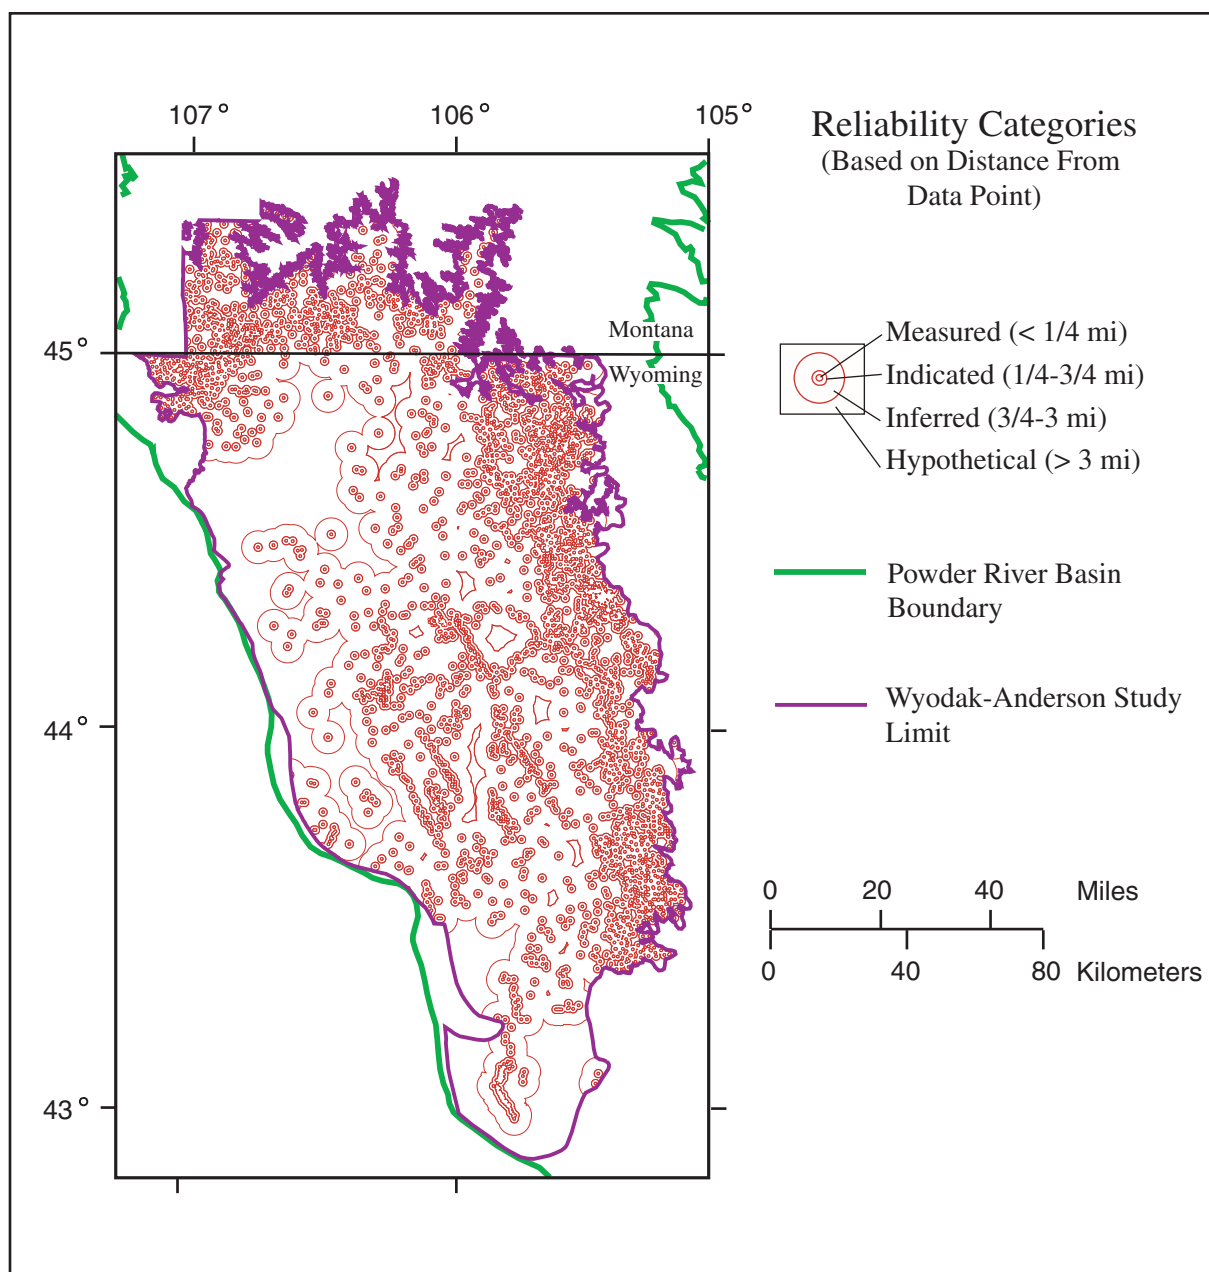 107°
106°
105°
Reliability Categories
(Based on Distance From
Data Point)
Montana
45°
Wyoming
Measured (< 1/4 mi)
Indicated (1/4-3/4 mi)
Inferred (3/4-3 mi)
Hypothetical (> 3 mi)
Powder River Basin
Boundary
Wyodak-Anderson Study
Limit
44°
0 20 40 Miles
0 40 80 Kilometers
43°